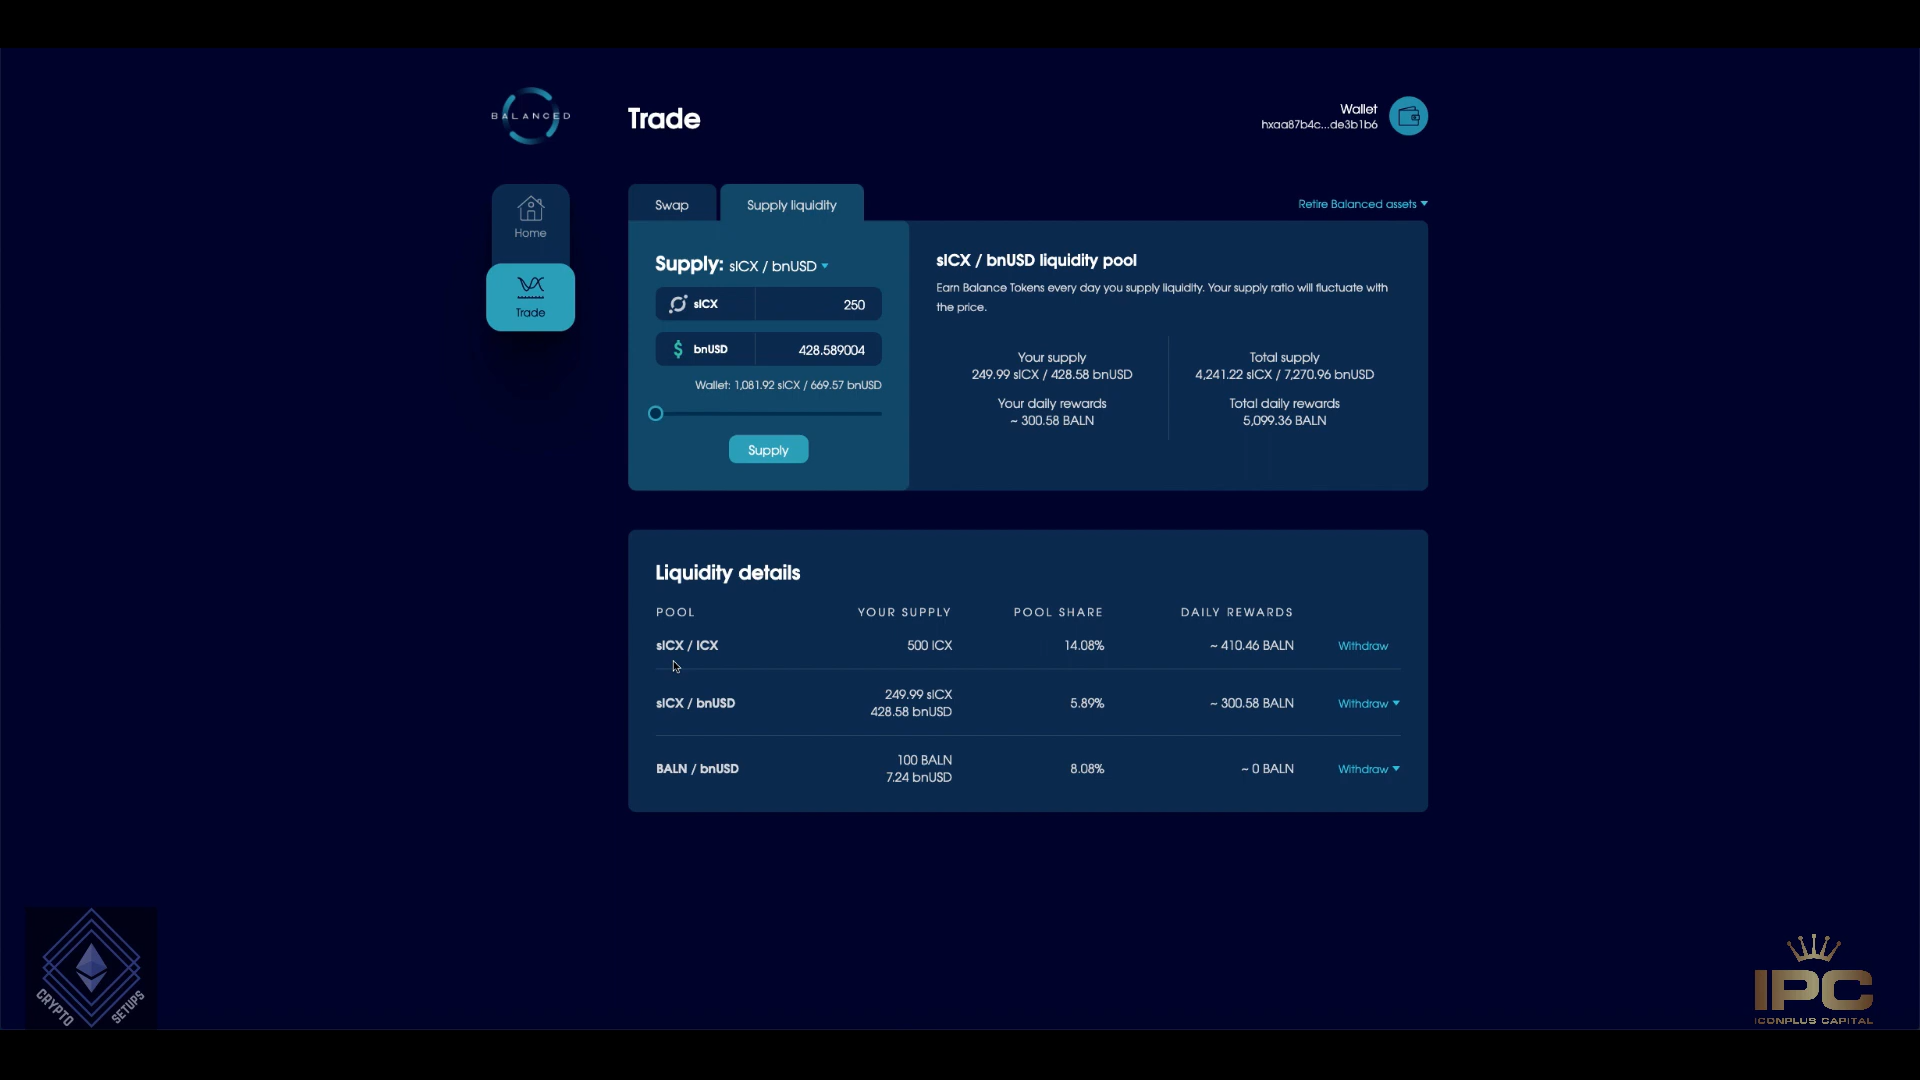 BALANCED
Trade
Wallet
hxaa87b4c...de3b1b6
Home
Trade
Swap
Supply liquidity
Retire Balanced assets
Supply: sICX / bnUSD
sICX
250
bnUSD
428.589004
Wallet: 1,081.92 sICX / 669.57 bnUSD
Supply
sICX / bnUSD liquidity pool
Earn Balance Tokens every day you supply liquidity. Your supply ratio will fluctuate with
the price.
Your supply
249.99 sICX / 428.58 bnUSD
Your daily rewards
~ 300.58 BALN
Total supply
4,241.22 sICX / 7,270.96 bnUSD
Total daily rewards
5,099.36 BALN
Liquidity details
POOL YOUR SUPPLY POOL SHARE DAILY REWARDS
sICX / ICX 500 ICX 14.08% ~ 410.46 BALN Withdraw
sICX / bnUSD 249.99 sICX 5.89% ~ 300.58 BALN Withdraw
428.58 bnUSD
BALN / bnUSD 100 BALN 8.08% ~ 0 BALN Withdraw
7.24 bnUSD
CRYPTO SETUPS
IPC
ICONPLUS CAPITAL